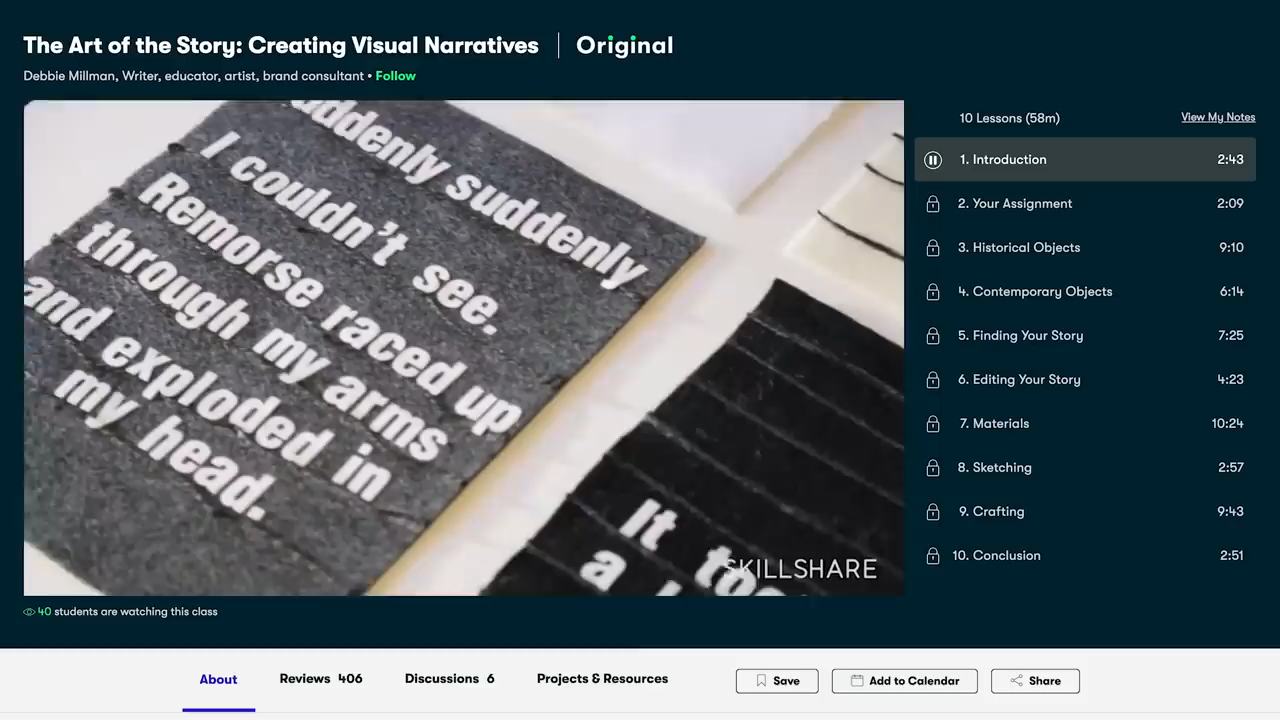 The Art of the Story: Creating Visual Narratives
Original
Debbie Millman, Writer, educator, artist, brand consultant • Follow
suddenly suddenly
I couldn't see.
Remorse raced up
through my arms
and exploded in
my head.
It
a
SKILLSHARE
40 students are watching this class
10 Lessons (58m)
View My Notes
1. Introduction 2:43
2. Your Assignment 2:09
3. Historical Objects 9:10
4. Contemporary Objects 6:14
5. Finding Your Story 7:25
6. Editing Your Story 4:23
7. Materials 10:24
8. Sketching 2:57
9. Crafting 9:43
10. Conclusion 2:51
About
Reviews 406
Discussions 6
Projects & Resources
Save
Add to Calendar
Share